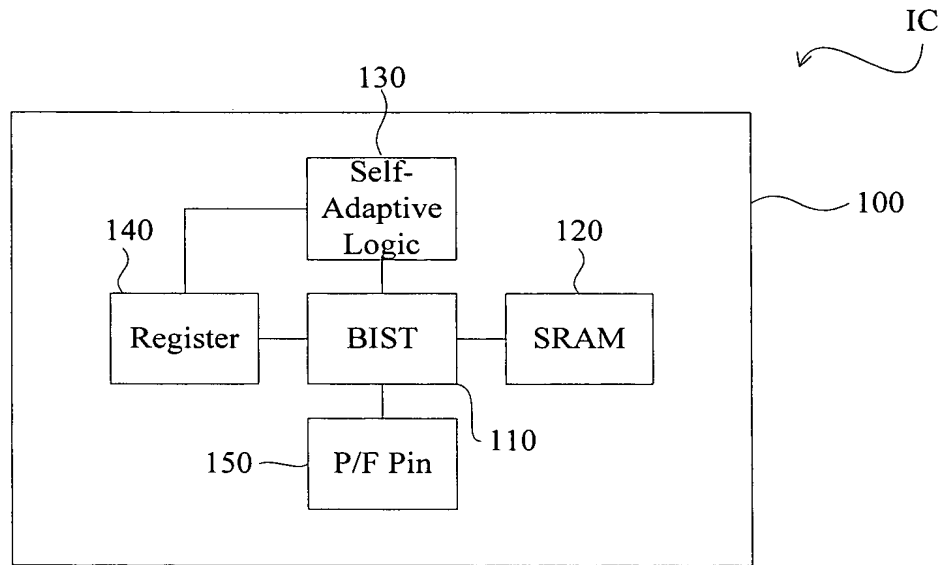 IC
130
Self-
Adaptive
Logic
100
140
120
Register
BIST
SRAM
110
150
P/F Pin